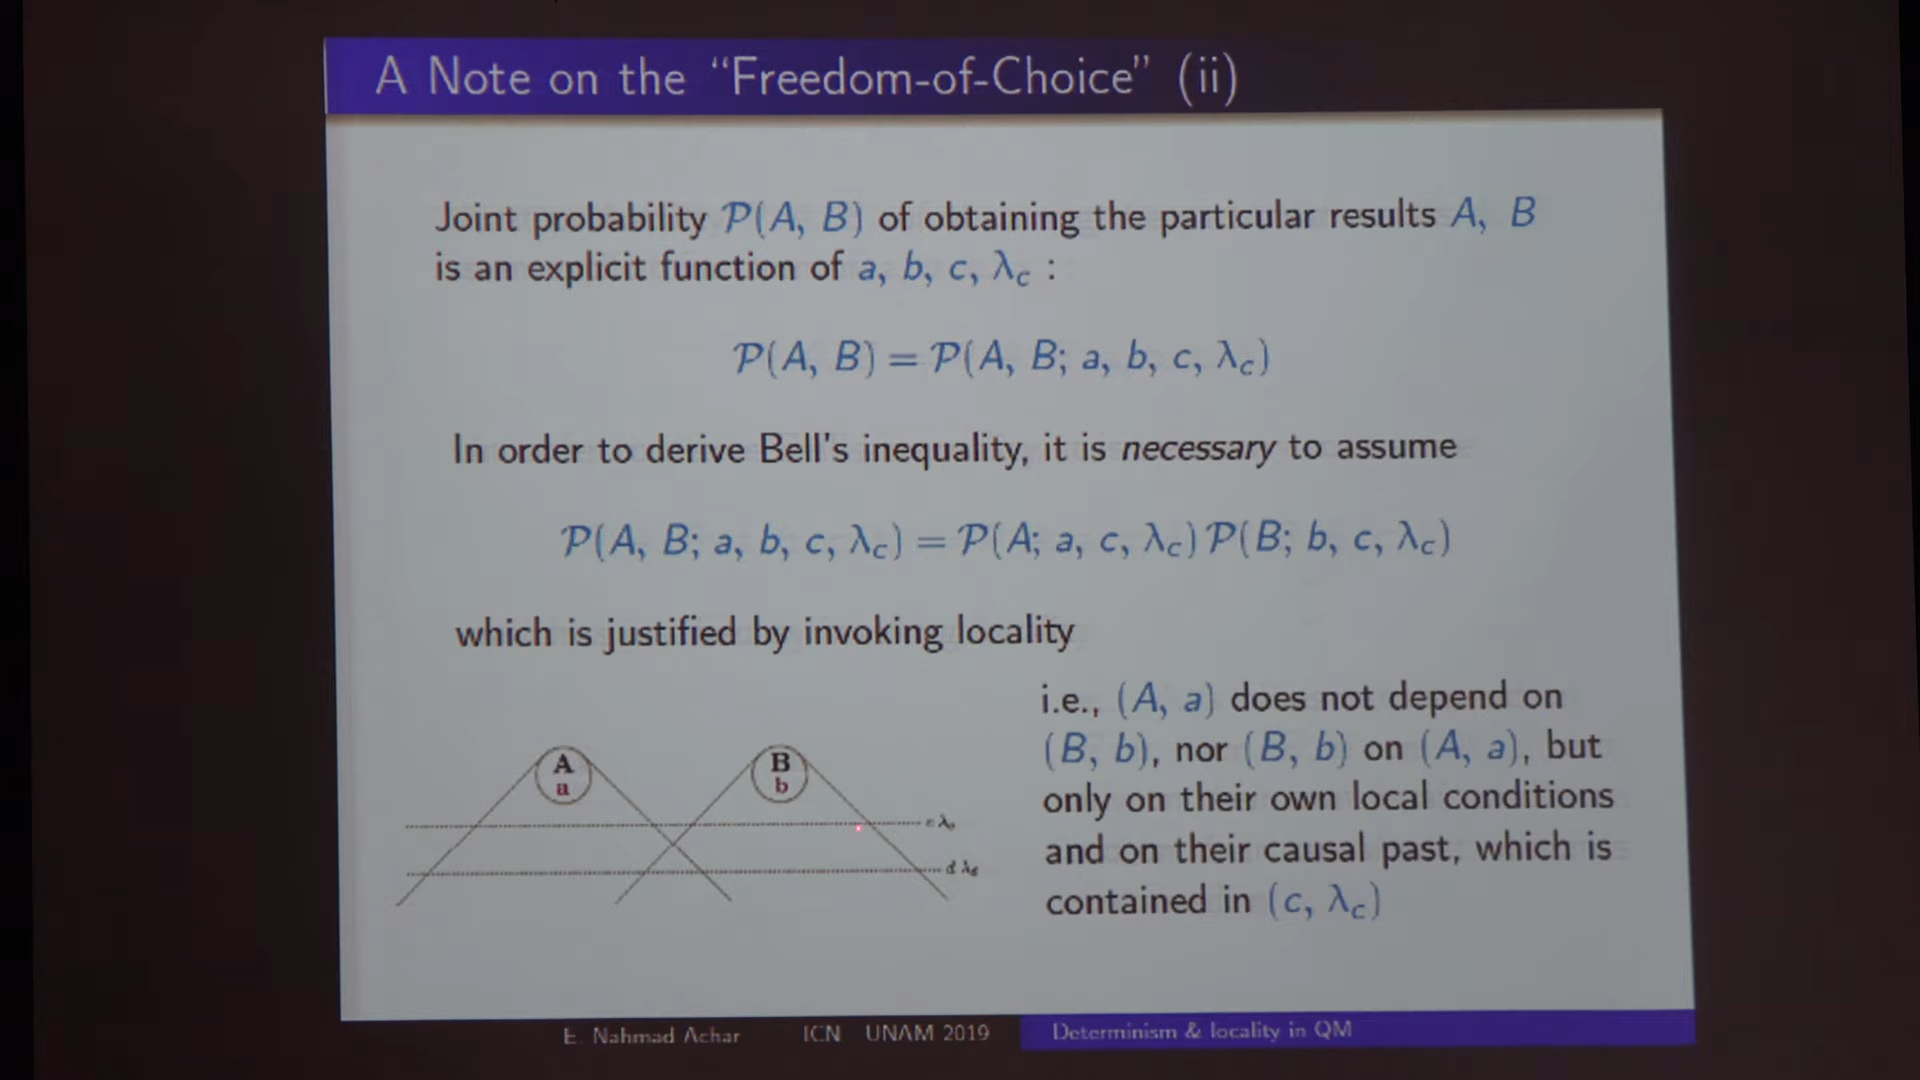 A Note on the “Freedom-of-Choice” (ii)
Joint probability 𝒫(A, B) of obtaining the particular results A, B
is an explicit function of a, b, c, λc :
𝒫(A, B) = 𝒫(A, B; a, b, c, λc)
In order to derive Bell's inequality, it is necessary to assume
𝒫(A, B; a, b, c, λc) = 𝒫(A; a, c, λc) 𝒫(B; b, c, λc)
which is justified by invoking locality
i.e., (A, a) does not depend on
(B, b), nor (B, b) on (A, a), but
only on their own local conditions
and on their causal past, which is
contained in (c, λc)
A
a
B
b
c λc
d λd
E. Nahmad Achar ICN UNAM 2019 Determinism & locality in QM